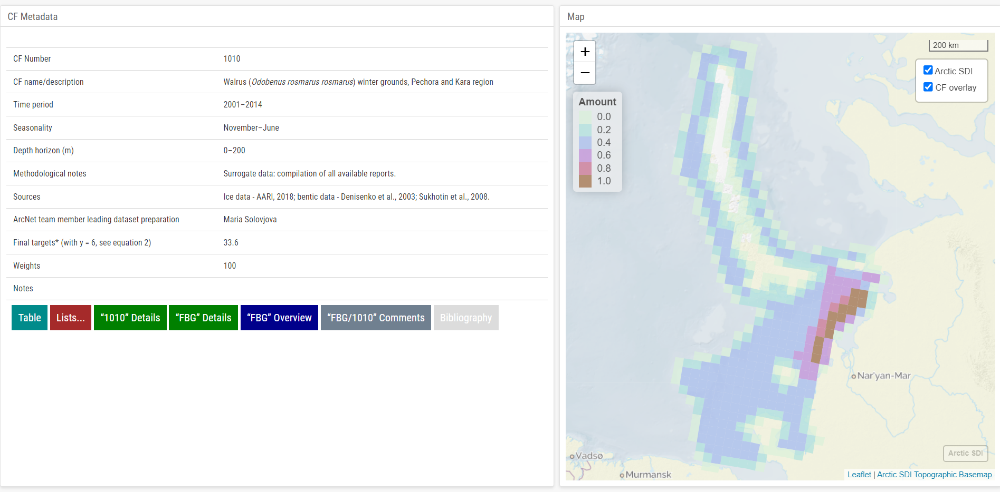 CF Metadata
CF Number 1010
CF name/description Walrus (Odobenus rosmarus rosmarus) winter grounds, Pechora and Kara region
Time period 2001–2014
Seasonality November–June
Depth horizon (m) 0–200
Methodological notes Surrogate data: compilation of all available reports.
Sources Ice data - AARI, 2018; bentic data - Denisenko et al., 2003; Sukhotin et al., 2008.
ArcNet team member leading dataset preparation Maria Solovjova
Final targets* (with y = 6, see equation 2) 33.6
Weights 100
Notes
Table Lists... “1010” Details “FBG” Details “FBG” Overview “FBG/1010” Comments Bibliography
Map
+
−
200 km
Arctic SDI
CF overlay
Amount
0.0
0.2
0.4
0.6
0.8
1.0
Nar'yan-Mar
Vadsø
Murmansk
Arctic SDI
Leaflet | Arctic SDI Topographic Basemap